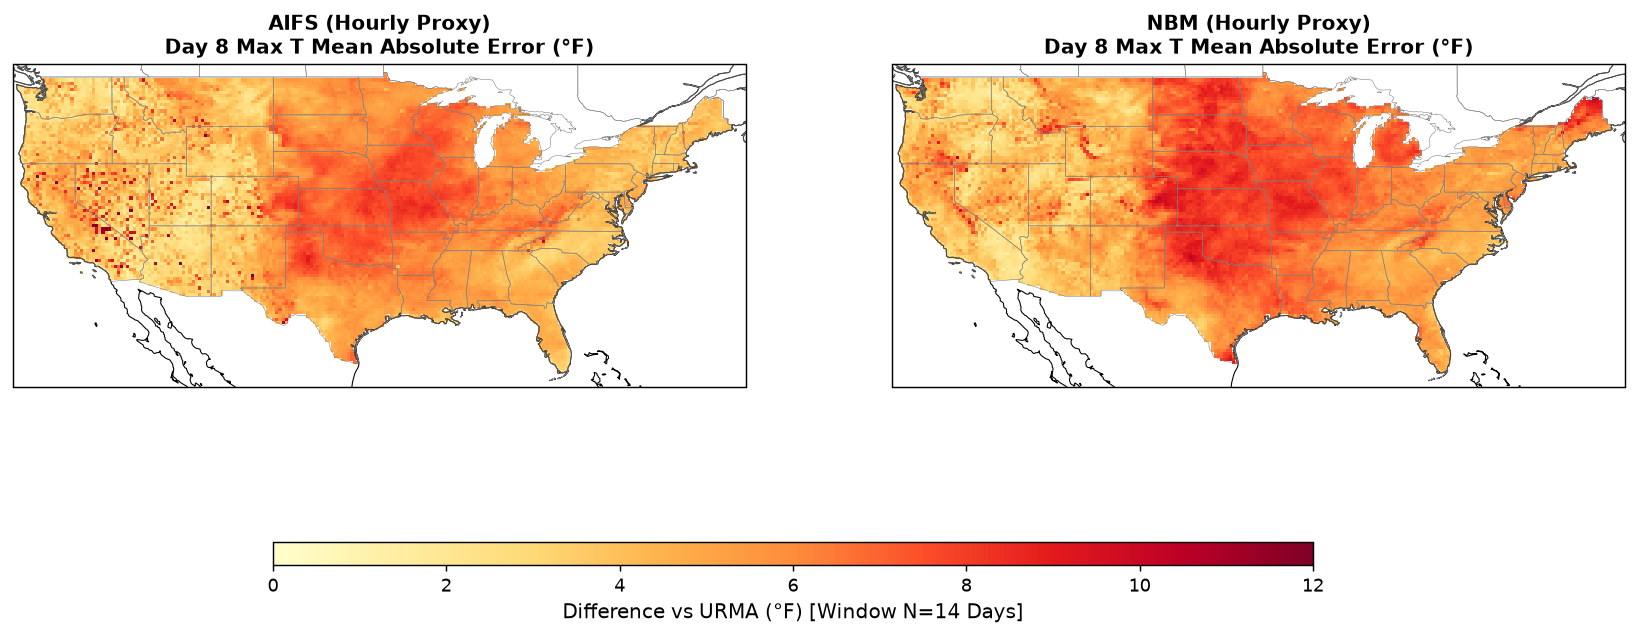 AIFS (Hourly Proxy)
Day 8 Max T Mean Absolute Error (°F)
NBM (Hourly Proxy)
Day 8 Max T Mean Absolute Error (°F)
0 2 4 6 8 10 12
Difference vs URMA (°F) [Window N=14 Days]